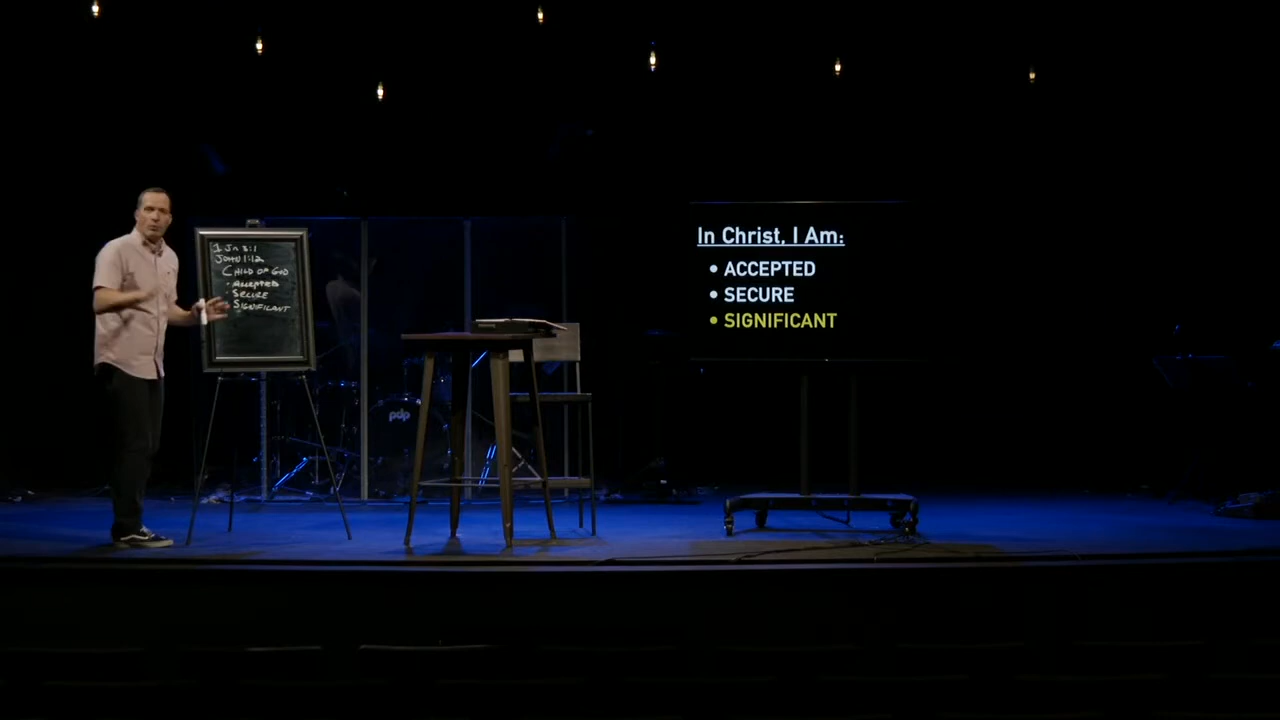 1 Jn 3:1
JOHN 1:12
CHILD OF GOD
• ACCEPTED
• SECURE
• SIGNIFICANT
pdp
In Christ, I Am:
• ACCEPTED
• SECURE
• SIGNIFICANT